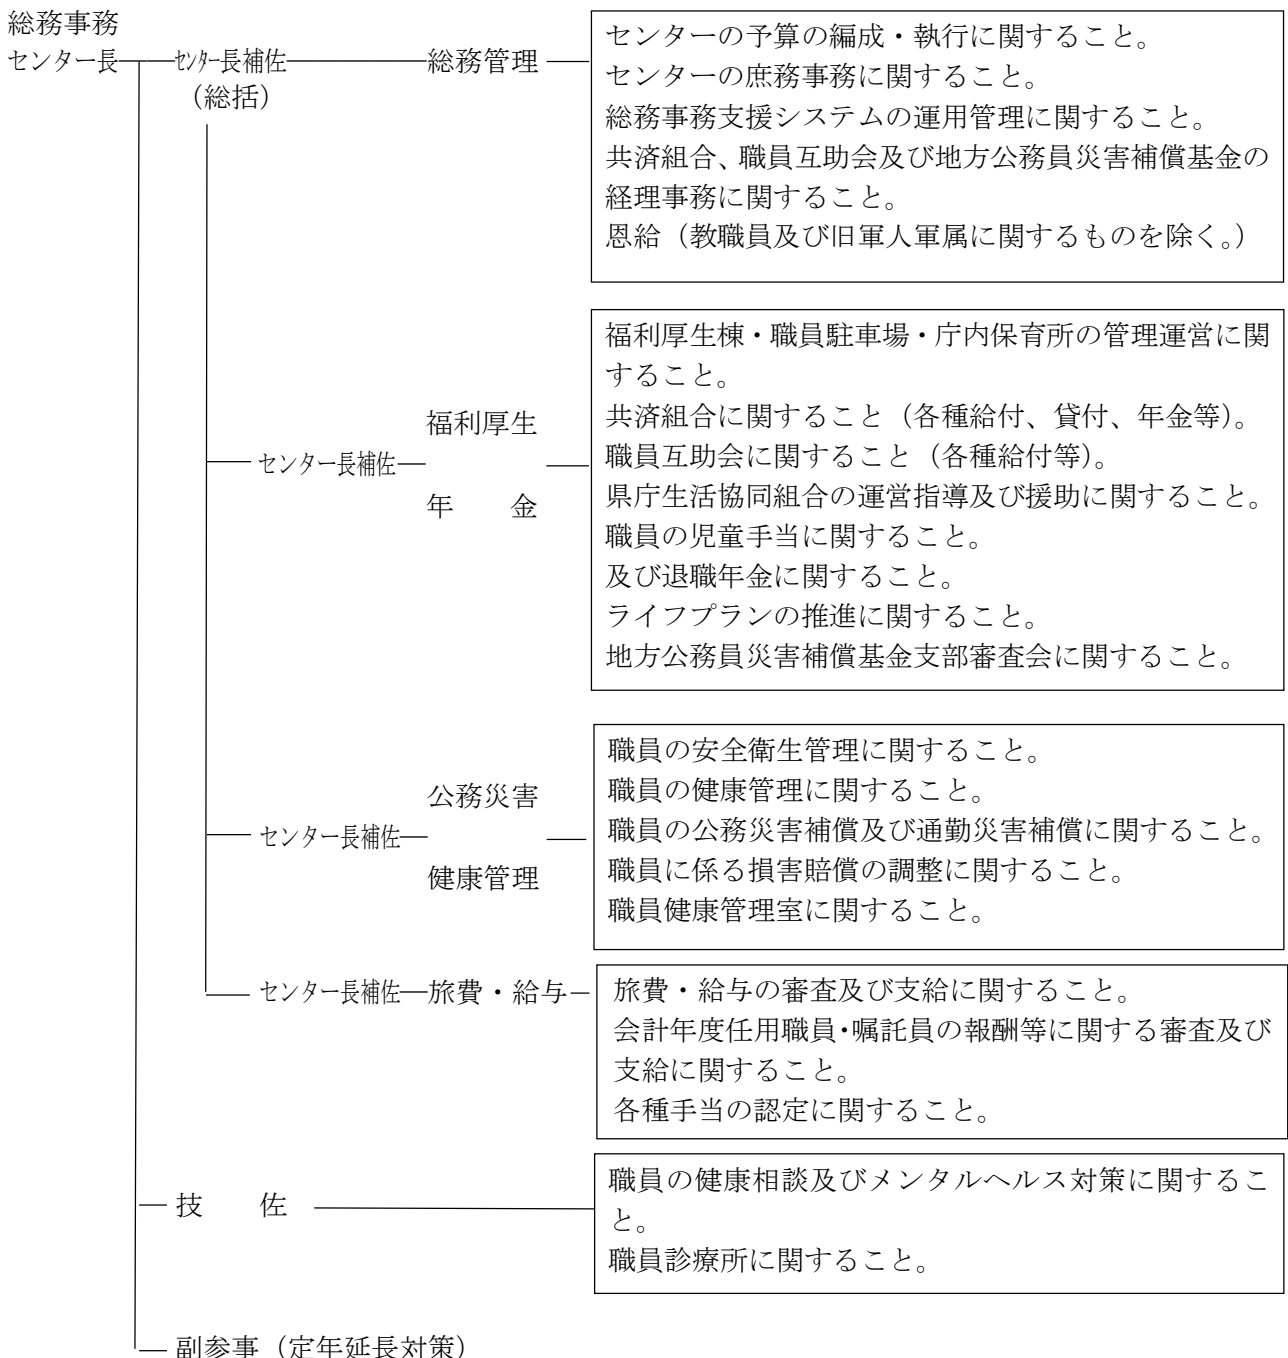 総務事務
センター長 センター長補佐 総務管理
(総括)
センターの予算の編成・執行に関すること。
センターの庶務事務に関すること。
総務事務支援システムの運用管理に関すること。
共済組合、職員互助会及び地方公務員災害補償基金の
経理事務に関すること。
恩給（教職員及び旧軍人軍属に関するものを除く。）
センター長補佐
福利厚生
年　　金
福利厚生棟・職員駐車場・庁内保育所の管理運営に関
すること。
共済組合に関すること（各種給付、貸付、年金等）。
職員互助会に関すること（各種給付等）。
県庁生活協同組合の運営指導及び援助に関すること。
職員の児童手当に関すること。
及び退職年金に関すること。
ライフプランの推進に関すること。
地方公務員災害補償基金支部審査会に関すること。
センター長補佐
公務災害
健康管理
職員の安全衛生管理に関すること。
職員の健康管理に関すること。
職員の公務災害補償及び通勤災害補償に関すること。
職員に係る損害賠償の調整に関すること。
職員健康管理室に関すること。
センター長補佐 旅費・給与
旅費・給与の審査及び支給に関すること。
会計年度任用職員・嘱託員の報酬等に関する審査及び
支給に関すること。
各種手当の認定に関すること。
技　　佐
職員の健康相談及びメンタルヘルス対策に関するこ
と。
職員診療所に関すること。
副参事（定年延長対策）